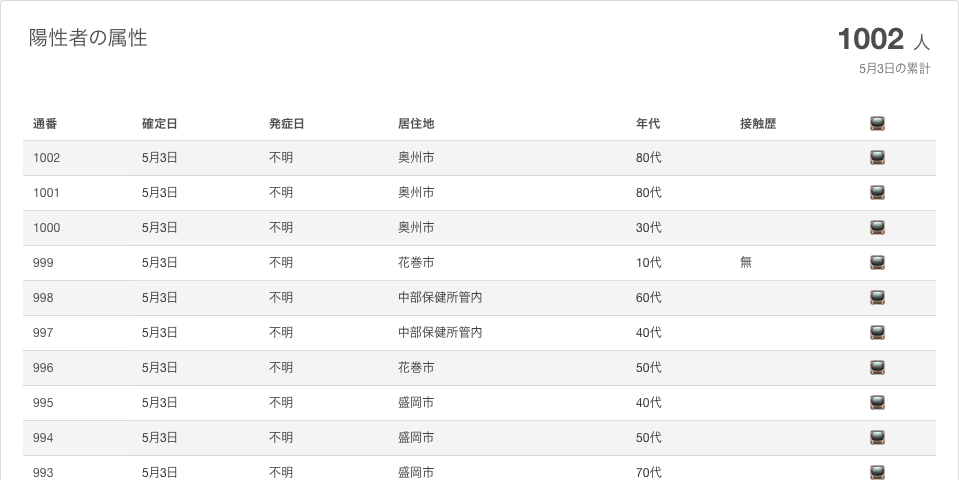 陽性者の属性
1002 人
5月3日の累計
通番 確定日 発症日 居住地 年代 接触歴
1002 5月3日 不明 奥州市 80代
1001 5月3日 不明 奥州市 80代
1000 5月3日 不明 奥州市 30代
999 5月3日 不明 花巻市 10代 無
998 5月3日 不明 中部保健所管内 60代
997 5月3日 不明 中部保健所管内 40代
996 5月3日 不明 花巻市 50代
995 5月3日 不明 盛岡市 40代
994 5月3日 不明 盛岡市 50代
993 5月3日 不明 盛岡市 70代